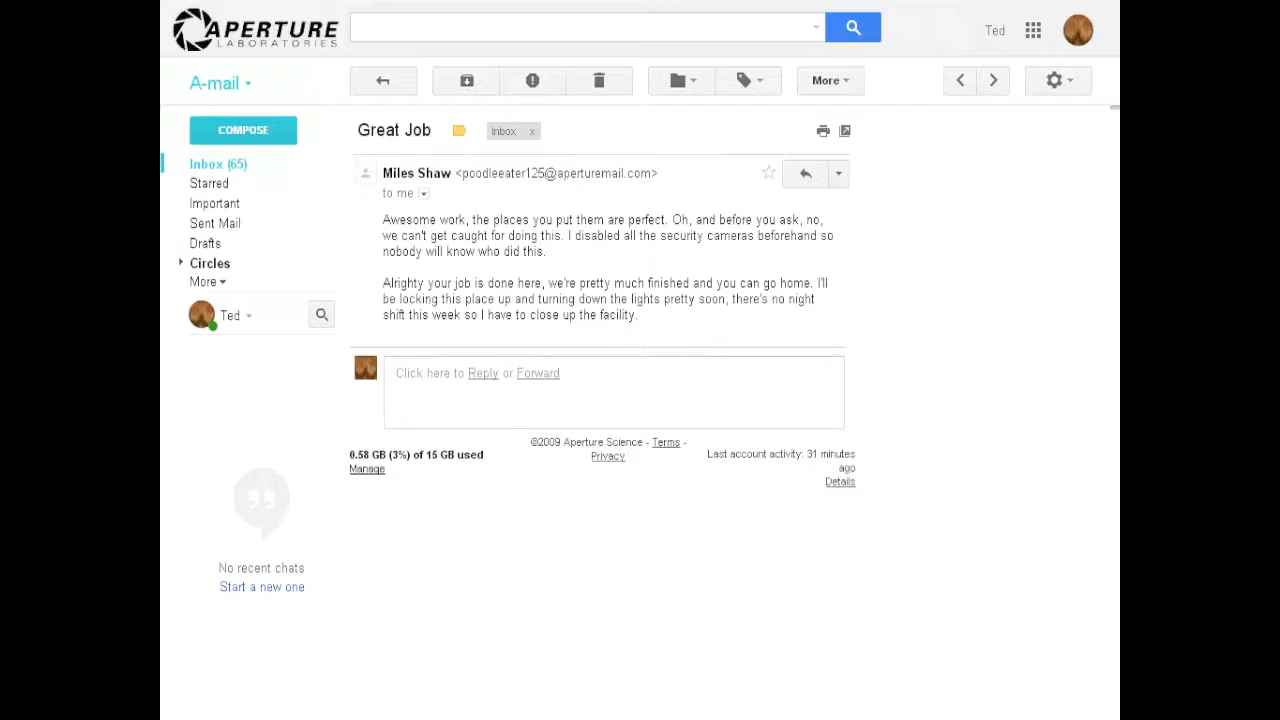 APERTURE
LABORATORIES
Ted
A-mail
More
COMPOSE
Great Job
Inbox x
Inbox (65)
Starred
Important
Sent Mail
Drafts
Circles
More
Ted
Miles Shaw <poodleeater125@aperturemail.com>
to me
Awesome work, the places you put them are perfect. Oh, and before you ask, no,
we can't get caught for doing this. I disabled all the security cameras beforehand so
nobody will know who did this.
Alrighty your job is done here, we're pretty much finished and you can go home. I'll
be locking this place up and turning down the lights pretty soon, there's no night
shift this week so I have to close up the facility.
Click here to Reply or Forward
0.58 GB (3%) of 15 GB used
Manage
©2009 Aperture Science - Terms -
Privacy
Last account activity: 31 minutes
ago
Details
No recent chats
Start a new one